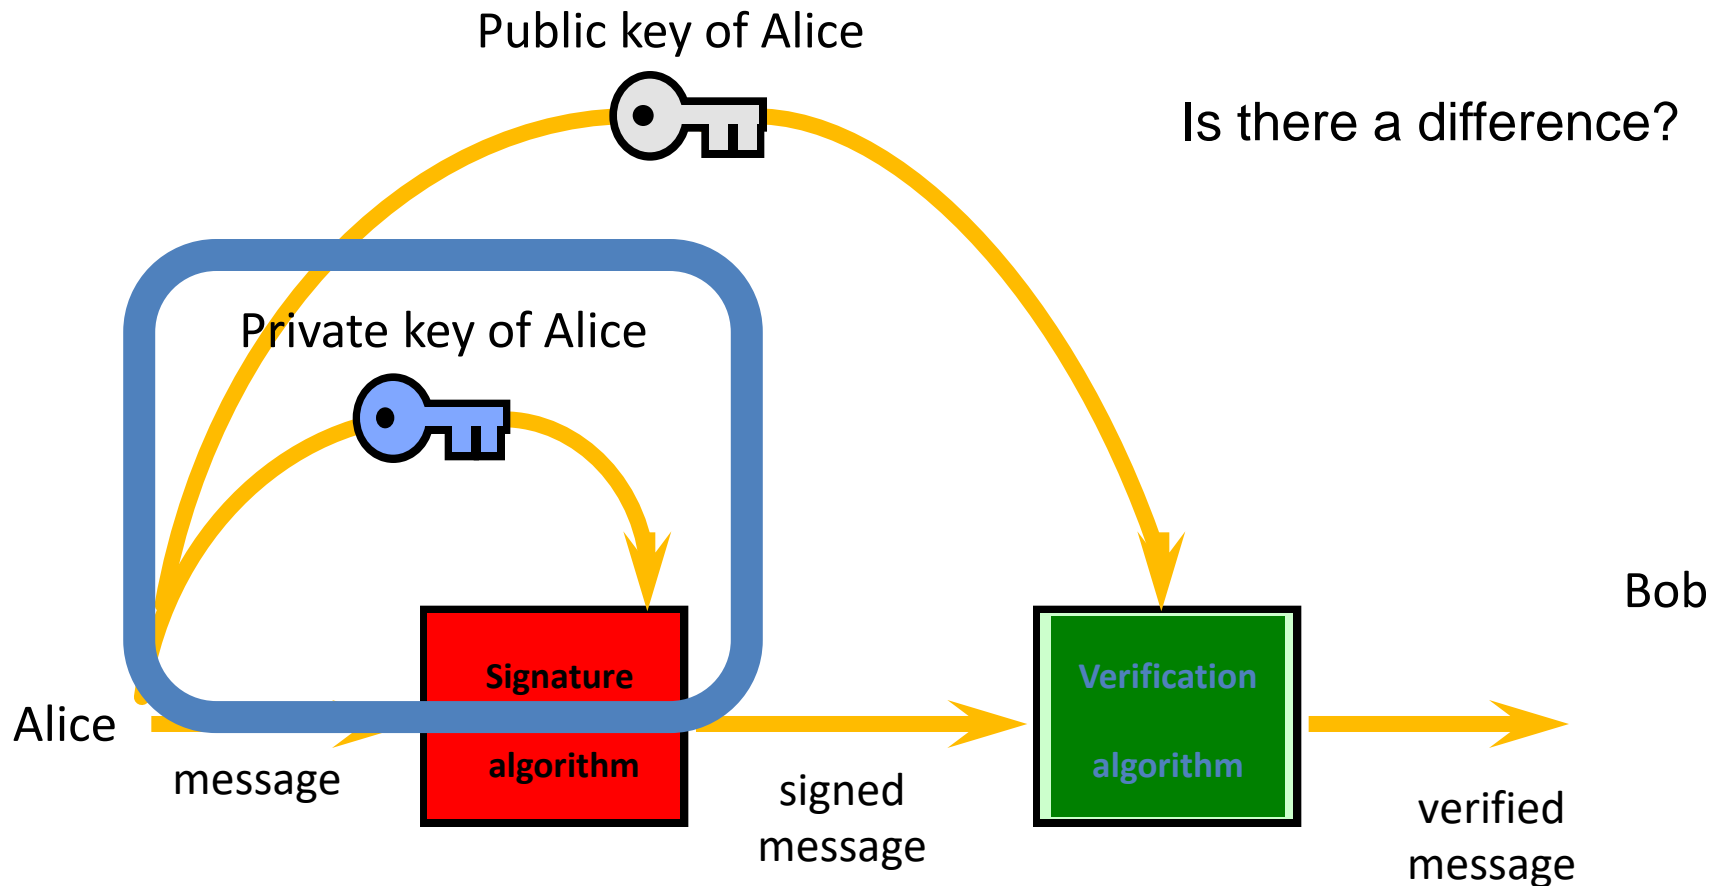 Public key of Alice
Is there a difference?
Private key of Alice
Bob
Signature
algorithm
Verification
algorithm
Alice
message
signed
message
verified
message